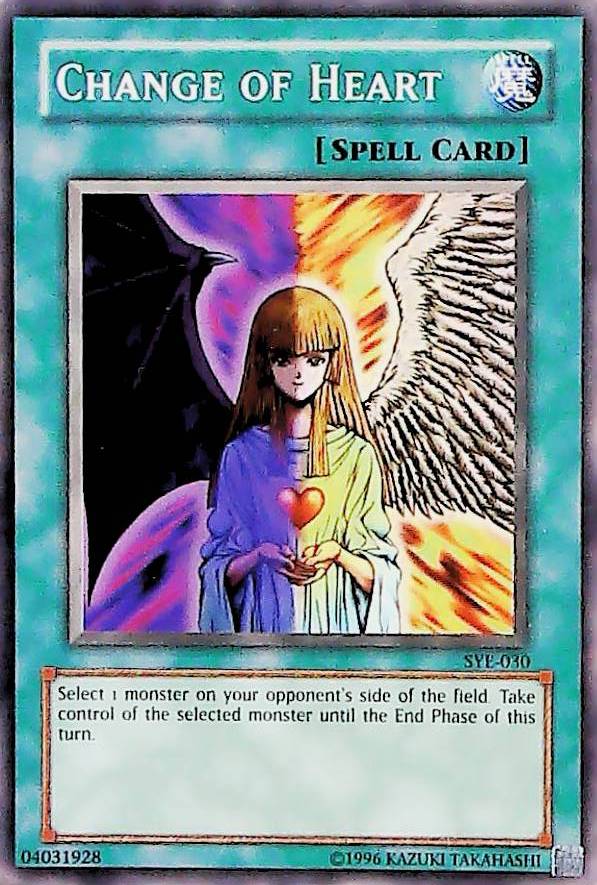 CHANGE OF HEART
魔
[SPELL CARD]
SYE-030
Select 1 monster on your opponent's side of the field. Take
control of the selected monster until the End Phase of this
turn.
04031928
©1996 KAZUKI TAKAHASHI